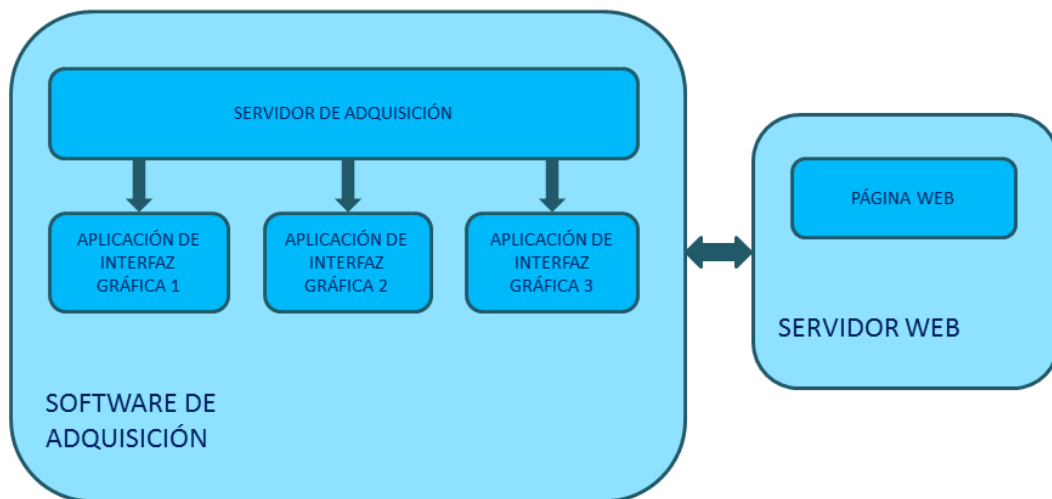 SERVIDOR DE ADQUISICIÓN
APLICACIÓN DE
INTERFAZ
GRÁFICA 1
APLICACIÓN DE
INTERFAZ
GRÁFICA 2
APLICACIÓN DE
INTERFAZ
GRÁFICA 3
SOFTWARE DE
ADQUISICIÓN
PÁGINA WEB
SERVIDOR WEB